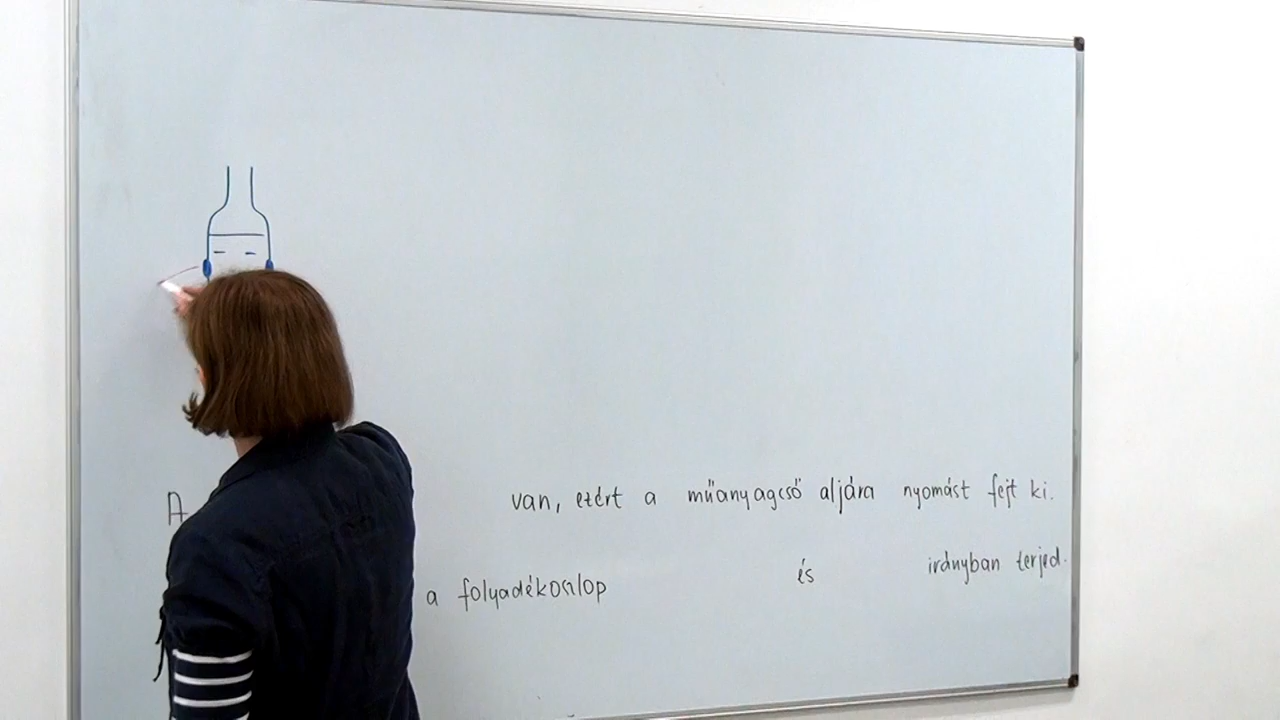 A van, ezért a műanyagcső aljára nyomást fejt ki.
a folyadékoszlop és irányban terjed.